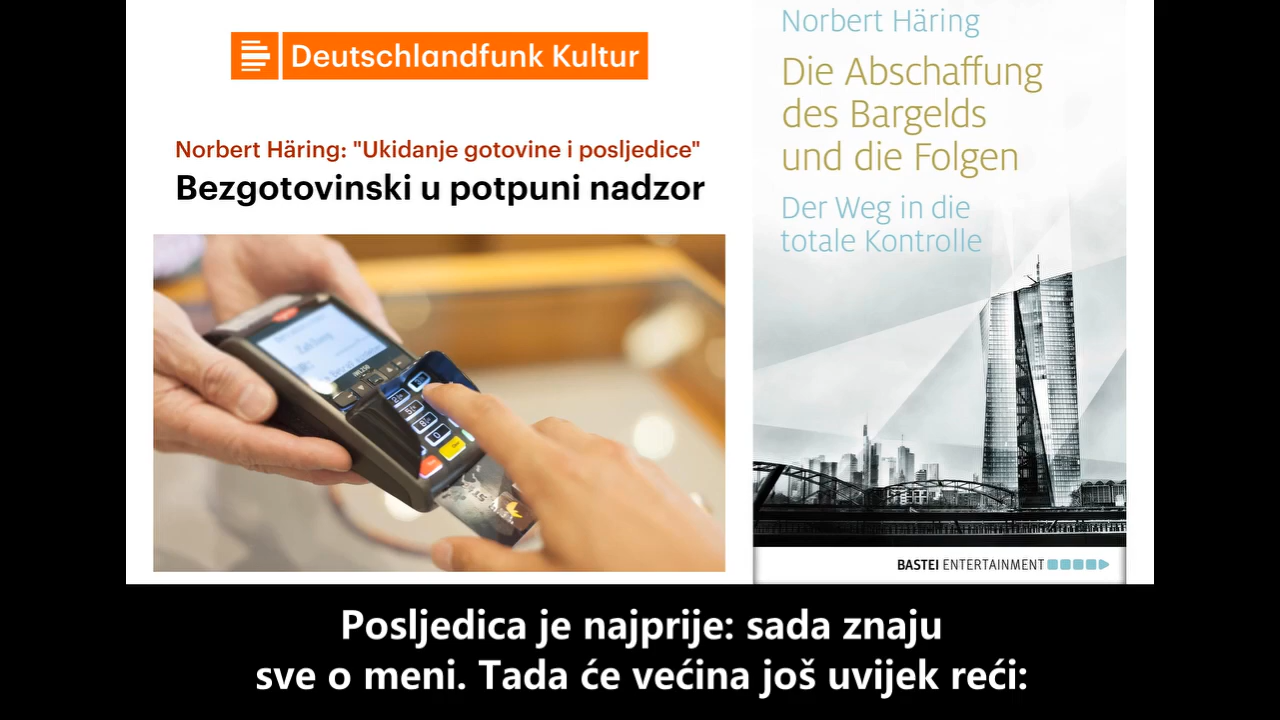 Deutschlandfunk Kultur
Norbert Häring: "Ukidanje gotovine i posljedice"
Bezgotovinski u potpuni nadzor
Norbert Häring
Die Abschaffung
des Bargelds
und die Folgen
Der Weg in die
totale Kontrolle
BASTEI ENTERTAINMENT
Posljedica je najprije: sada znaju
sve o meni. Tada će većina još uvijek reći: